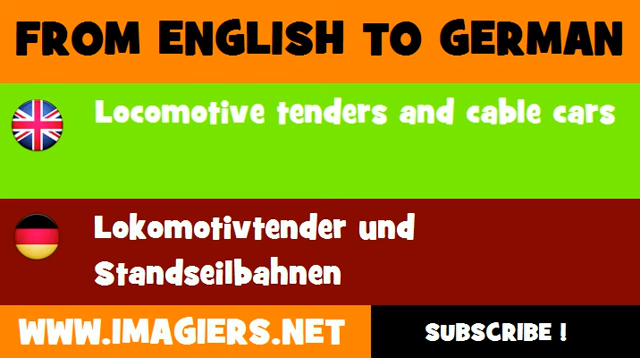 FROM ENGLISH TO GERMAN
Locomotive tenders and cable cars
Lokomotivtender und
Standseilbahnen
WWW.IMAGIERS.NET
SUBSCRIBE !